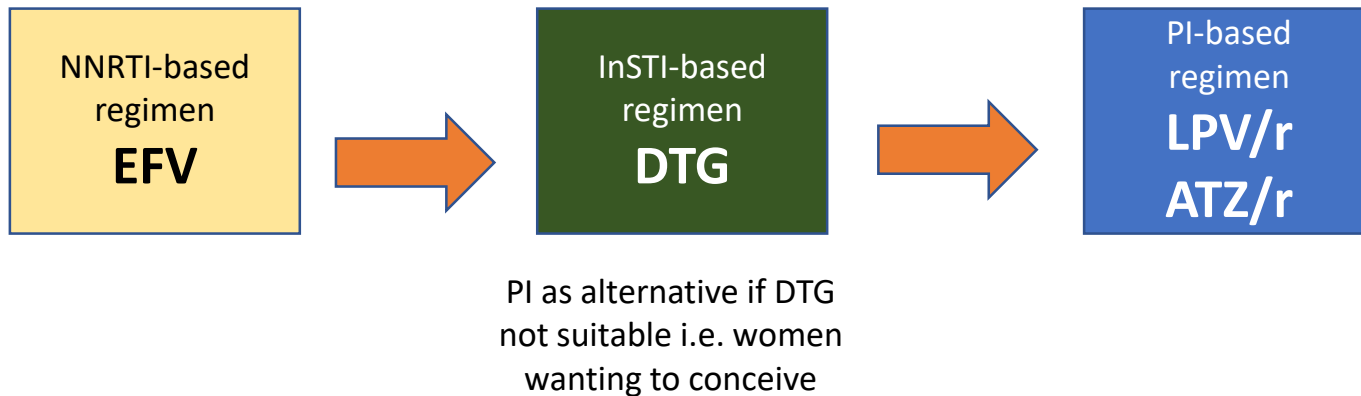 NNRTI-based
regimen
EFV
InSTI-based
regimen
DTG
PI-based
regimen
LPV/r
ATZ/r
PI as alternative if DTG
not suitable i.e. women
wanting to conceive